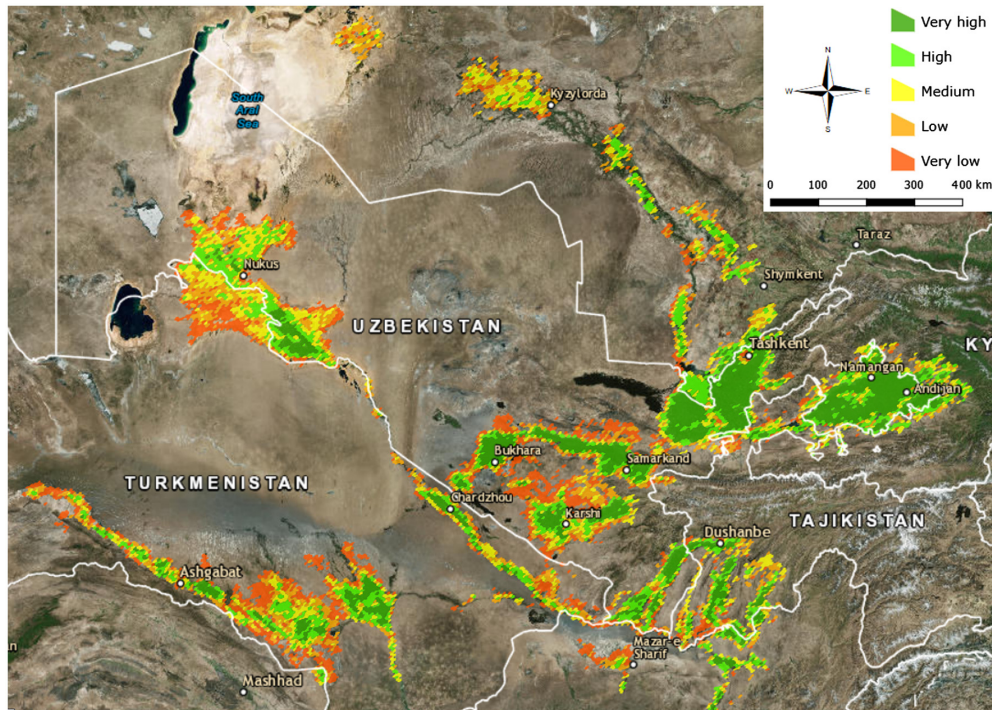 Very high
N
High
South
Aral
Sea
Kyzylorda
W
E
Medium
S
Low
Very low
0 100 200 300 400 km
Taraz
Nukus
Shymkent
UZBEKISTAN
Tashkent
KY
Namangan
Andijan
Bukhara
Samarkand
TURKMENISTAN
Chardzhou
Karshi
TAJIKISTAN
Dushanbe
Ashgabat
an
Mazar-e
Sharif
Mashhad